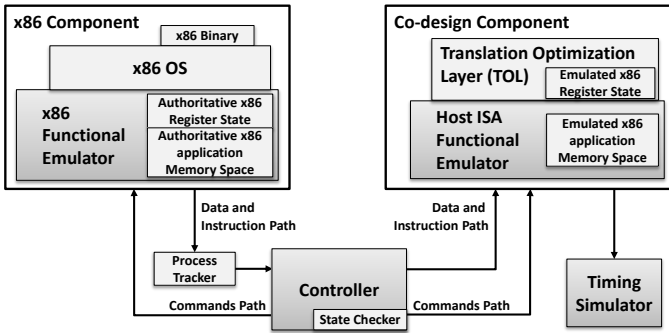 x86 Component
x86 Binary
x86 OS
x86
Functional
Emulator
Authoritative x86
Register State
Authoritative x86
application
Memory Space
Co-design Component
Translation Optimization
Layer (TOL)
Emulated x86
Register State
Host ISA
Functional
Emulator
Emulated x86
application
Memory Space
Data and
Instruction Path
Data and
Instruction Path
Process
Tracker
Commands Path
Controller
State Checker
Commands Path
Timing
Simulator